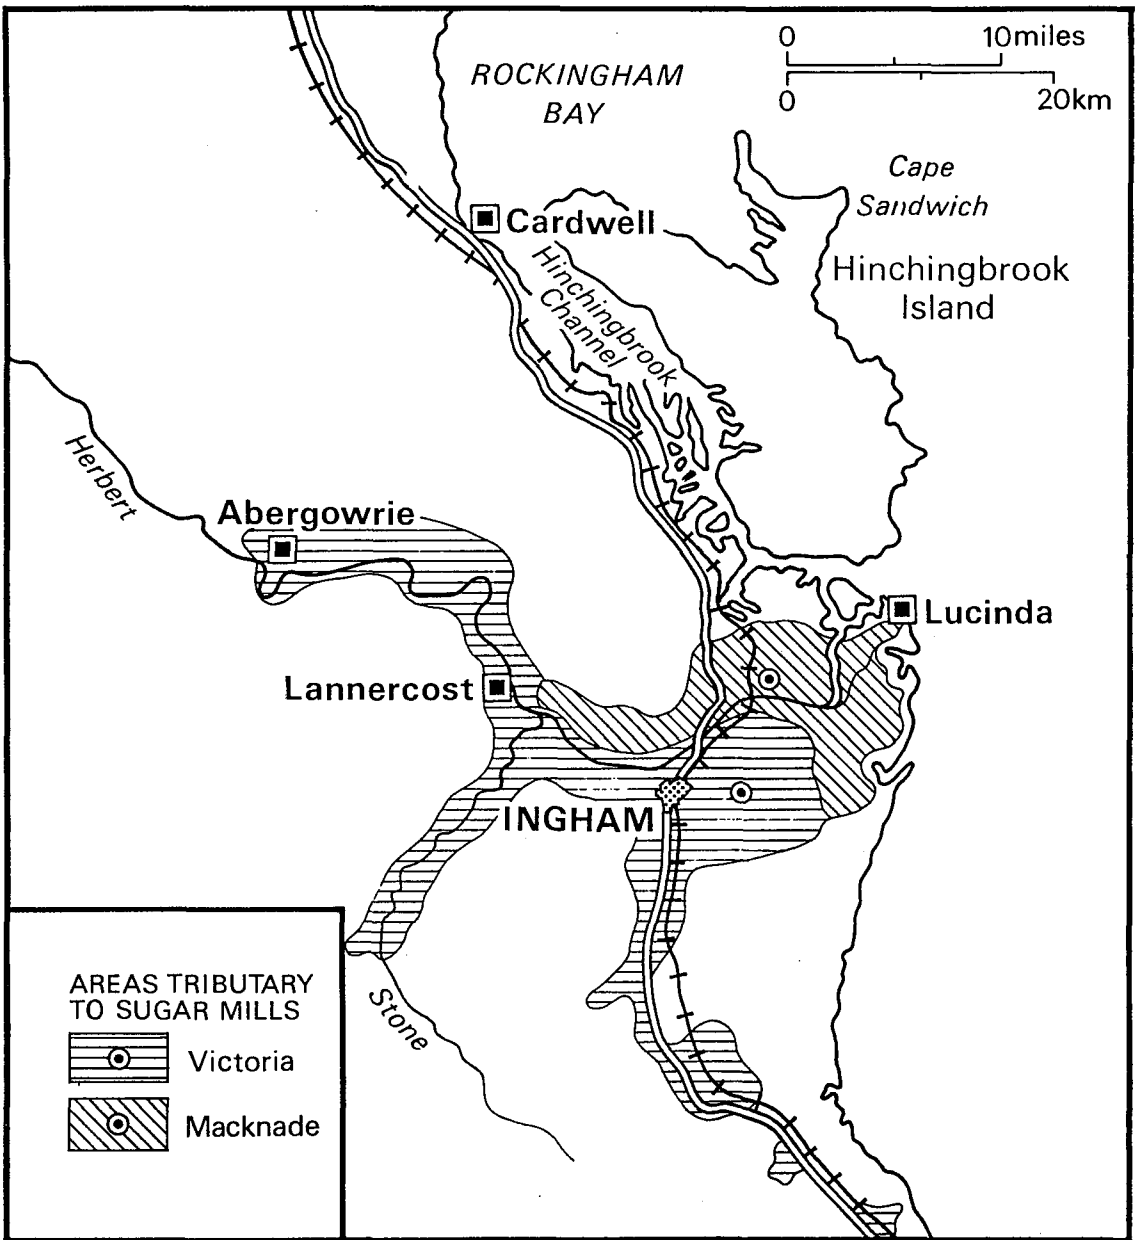 0 10miles
0 20km
ROCKINGHAM
BAY
Cape
Sandwich
Cardwell
Hinchingbrook
Island
Hinchingbrook
Channel
Herbert
Abergowrie
Lucinda
Lannercost
INGHAM
Stone
AREAS TRIBUTARY
TO SUGAR MILLS
Victoria
Macknade